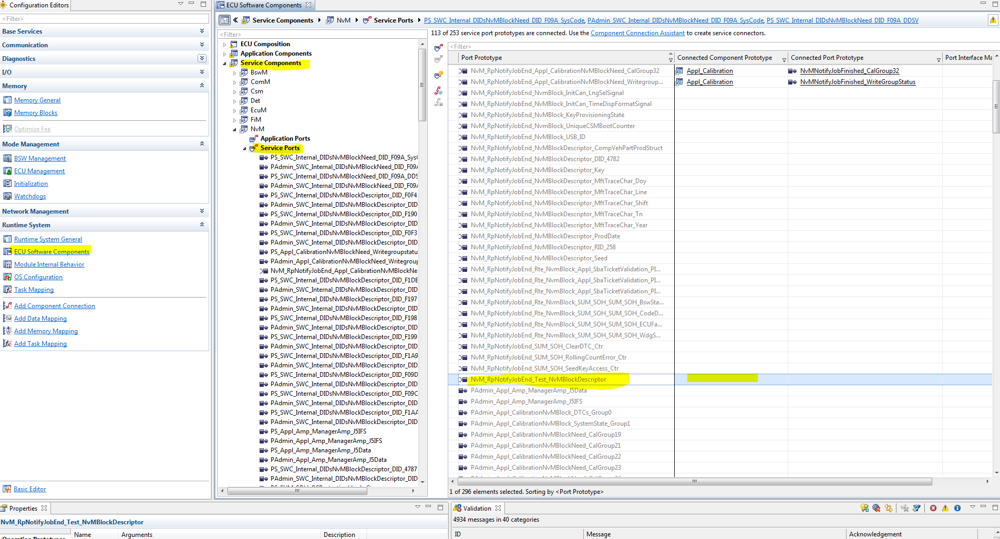 Configuration Editors
<Filter>
Base Services
Communication
Diagnostics
I/O
Memory
Memory General
Memory Blocks
Optimize Fee
Mode Management
BSW Management
ECU Management
Initialization
Watchdogs
Network Management
Runtime System
Runtime System General
ECU Software Components
Module Internal Behavior
OS Configuration
Task Mapping
Add Component Connection
Add Data Mapping
Add Memory Mapping
Add Task Mapping
Basic Editor
ECU Software Components
Service Components NvM Service Ports PS_SWC_Internal_DIDsNvMBlockNeed_DID_F09A_SysCode, PAdmin_SWC_Internal_DIDsNvMBlockNeed_DID_F09A_SysCode, PS_SWC_Internal_DIDsNvMBlockNeed_DID_F09A_DDSV
<Filter>
ECU Composition
Application Components
Service Components
BswM
ComM
Csm
Det
EcuM
FiM
NvM
Application Ports
Service Ports
PS_SWC_Internal_DIDsNvMBlockNeed_DID_F09A_Sys
PAdmin_SWC_Internal_DIDsNvMBlockNeed_DID_F09A
PS_SWC_Internal_DIDsNvMBlockNeed_DID_F09A_DDS
PAdmin_SWC_Internal_DIDsNvMBlockNeed_DID_F09A
PS_SWC_Internal_DIDsNvMBlockDescriptor_DID_F0F4
PAdmin_SWC_Internal_DIDsNvMBlockDescriptor_DID
PS_SWC_Internal_DIDsNvMBlockDescriptor_DID_F190
PAdmin_SWC_Internal_DIDsNvMBlockDescriptor_DID
PS_SWC_Internal_DIDsNvMBlockDescriptor_DID_F0F3
PAdmin_SWC_Internal_DIDsNvMBlockDescriptor_DID
PS_Appl_CalibrationNvMBlockNeed_Writegroupstatu
PAdmin_Appl_CalibrationNvMBlockNeed_Writegroup
NvM_RpNotifyJobEnd_Appl_CalibrationNvMBlockNe
PS_SWC_Internal_DIDsNvMBlockDescriptor_DID_F1DB
PAdmin_SWC_Internal_DIDsNvMBlockDescriptor_DID
PS_SWC_Internal_DIDsNvMBlockDescriptor_DID_F197
PAdmin_SWC_Internal_DIDsNvMBlockDescriptor_DID
PS_SWC_Internal_DIDsNvMBlockDescriptor_DID_F198
PAdmin_SWC_Internal_DIDsNvMBlockDescriptor_DID
PS_SWC_Internal_DIDsNvMBlockDescriptor_DID_F199
PAdmin_SWC_Internal_DIDsNvMBlockDescriptor_DID
PS_SWC_Internal_DIDsNvMBlockDescriptor_DID_F1A9
PAdmin_SWC_Internal_DIDsNvMBlockDescriptor_DID
PS_SWC_Internal_DIDsNvMBlockDescriptor_DID_F09D
PAdmin_SWC_Internal_DIDsNvMBlockDescriptor_DID
PS_SWC_Internal_DIDsNvMBlockDescriptor_DID_F09C
PAdmin_SWC_Internal_DIDsNvMBlockDescriptor_DID
PS_SWC_Internal_DIDsNvMBlockDescriptor_DID_F1AA
PAdmin_SWC_Internal_DIDsNvMBlockDescriptor_DID
PS_Appl_Amp_ManagerAmp_J5IFS
PAdmin_Appl_Amp_ManagerAmp_J5IFS
PS_Appl_Amp_ManagerAmp_J5Data
PAdmin_Appl_Amp_ManagerAmp_J5Data
PS_SWC_Internal_DIDsNvMBlockDescriptor_DID_4787
PAdmin_SWC_Internal_DIDsNvMBlockDescriptor_DID
113 of 253 service port prototypes are connected. Use the Component Connection Assistant to create service connectors.
<Filter>
Port Prototype Connected Component Prototype Connected Port Prototype Port Interface Ma
NvM_RpNotifyJobEnd_Appl_CalibrationNvMBlockNeed_CalGroup32 Appl_Calibration NvMNotifyJobFinished_CalGroup32
NvM_RpNotifyJobEnd_Appl_CalibrationNvMBlockNeed_Writegroup... Appl_Calibration NvMNotifyJobFinished_WriteGroupStatus
NvM_RpNotifyJobEnd_NvmBlock_InitCan_LngSelSignal
NvM_RpNotifyJobEnd_NvMBlock_InitCan_TimeDispFormatSignal
NvM_RpNotifyJobEnd_NvMBlock_KeyProvisioningState
NvM_RpNotifyJobEnd_NvmBlock_UniqueCSMBootCounter
NvM_RpNotifyJobEnd_NvmBlock_USB_ID
NvM_RpNotifyJobEnd_NvMBlockDescriptor_CompVehPartProdStruct
NvM_RpNotifyJobEnd_NvMBlockDescriptor_DID_4782
NvM_RpNotifyJobEnd_NvMBlockDescriptor_Key
NvM_RpNotifyJobEnd_NvMBlockDescriptor_MftTraceChar_Doy
NvM_RpNotifyJobEnd_NvMBlockDescriptor_MftTraceChar_Line
NvM_RpNotifyJobEnd_NvMBlockDescriptor_MftTraceChar_Shift
NvM_RpNotifyJobEnd_NvMBlockDescriptor_MftTraceChar_Tn
NvM_RpNotifyJobEnd_NvMBlockDescriptor_MftTraceChar_Year
NvM_RpNotifyJobEnd_NvMBlockDescriptor_ProdDate
NvM_RpNotifyJobEnd_NvMBlockDescriptor_RID_258
NvM_RpNotifyJobEnd_NvMBlockDescriptor_Seed
NvM_RpNotifyJobEnd_Rte_NvmBlock_Appl_SbaTicketValidation_PI...
NvM_RpNotifyJobEnd_Rte_NvmBlock_Appl_SbaTicketValidation_PI...
NvM_RpNotifyJobEnd_Rte_NvmBlock_Appl_SbaTicketValidation_PI...
NvM_RpNotifyJobEnd_Rte_NvmBlock_SUM_SOH_SUM_SOH_BswSta...
NvM_RpNotifyJobEnd_Rte_NvmBlock_SUM_SOH_SUM_SOH_CodeD...
NvM_RpNotifyJobEnd_Rte_NvmBlock_SUM_SOH_SUM_SOH_ECUFa...
NvM_RpNotifyJobEnd_Rte_NvmBlock_SUM_SOH_SUM_SOH_WdgS...
NvM_RpNotifyJobEnd_SUM_SOH_ClearDTC_Ctr
NvM_RpNotifyJobEnd_SUM_SOH_RollingCountError_Ctr
NvM_RpNotifyJobEnd_SUM_SOH_SeedKeyAccess_Ctr
NvM_RpNotifyJobEnd_Test_NvMBlockDescriptor
PAdmin_Appl_Amp_ManagerAmp_J5Data
PAdmin_Appl_Amp_ManagerAmp_J5IFS
PAdmin_Appl_CalibrationNvMBlock_DTCs_Group0
PAdmin_Appl_CalibrationNvMBlock_SystemState_Group1
PAdmin_Appl_CalibrationNvMBlockNeed_CalGroup19
PAdmin_Appl_CalibrationNvMBlockNeed_CalGroup21
PAdmin_Appl_CalibrationNvMBlockNeed_CalGroup22
PAdmin_Appl_CalibrationNvMBlockNeed_CalGroup23
1 of 296 elements selected. Sorting by <Port Prototype>
Properties
NvM_RpNotifyJobEnd_Test_NvMBlockDescriptor
Operation Prototypes Name Arguments Description
Validation
4934 messages in 40 categories
ID Message Acknowledgement